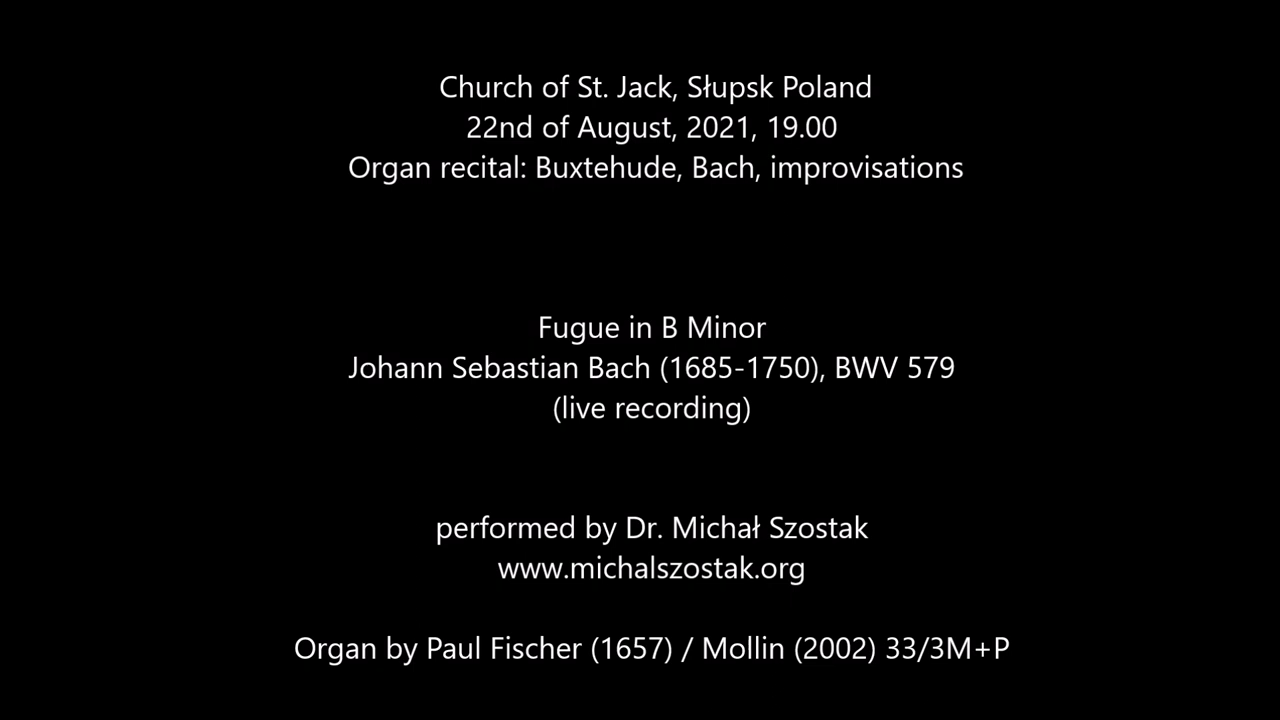 Church of St. Jack, Słupsk Poland
22nd of August, 2021, 19.00
Organ recital: Buxtehude, Bach, improvisations
Fugue in B Minor
Johann Sebastian Bach (1685-1750), BWV 579
(live recording)
performed by Dr. Michał Szostak
www.michalszostak.org
Organ by Paul Fischer (1657) / Mollin (2002) 33/3M+P